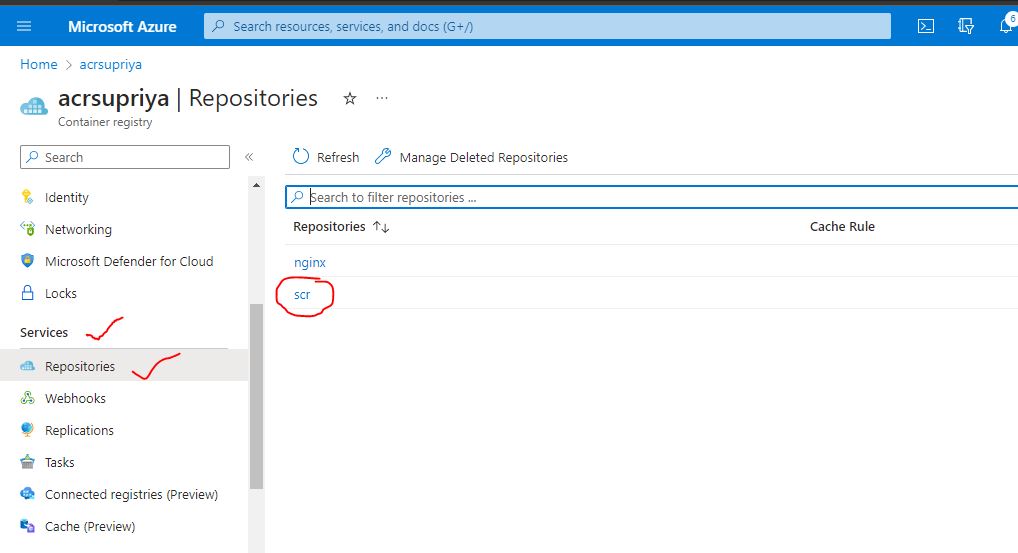 Microsoft Azure
Search resources, services, and docs (G+/)
6
Home > acrsupriya
acrsupriya | Repositories
Container registry
Search
«
Refresh
Manage Deleted Repositories
Identity
Networking
Microsoft Defender for Cloud
Locks
Services
Repositories
Webhooks
Replications
Tasks
Connected registries (Preview)
Cache (Preview)
Search to filter repositories ...
Repositories ↑↓
Cache Rule
nginx
scr